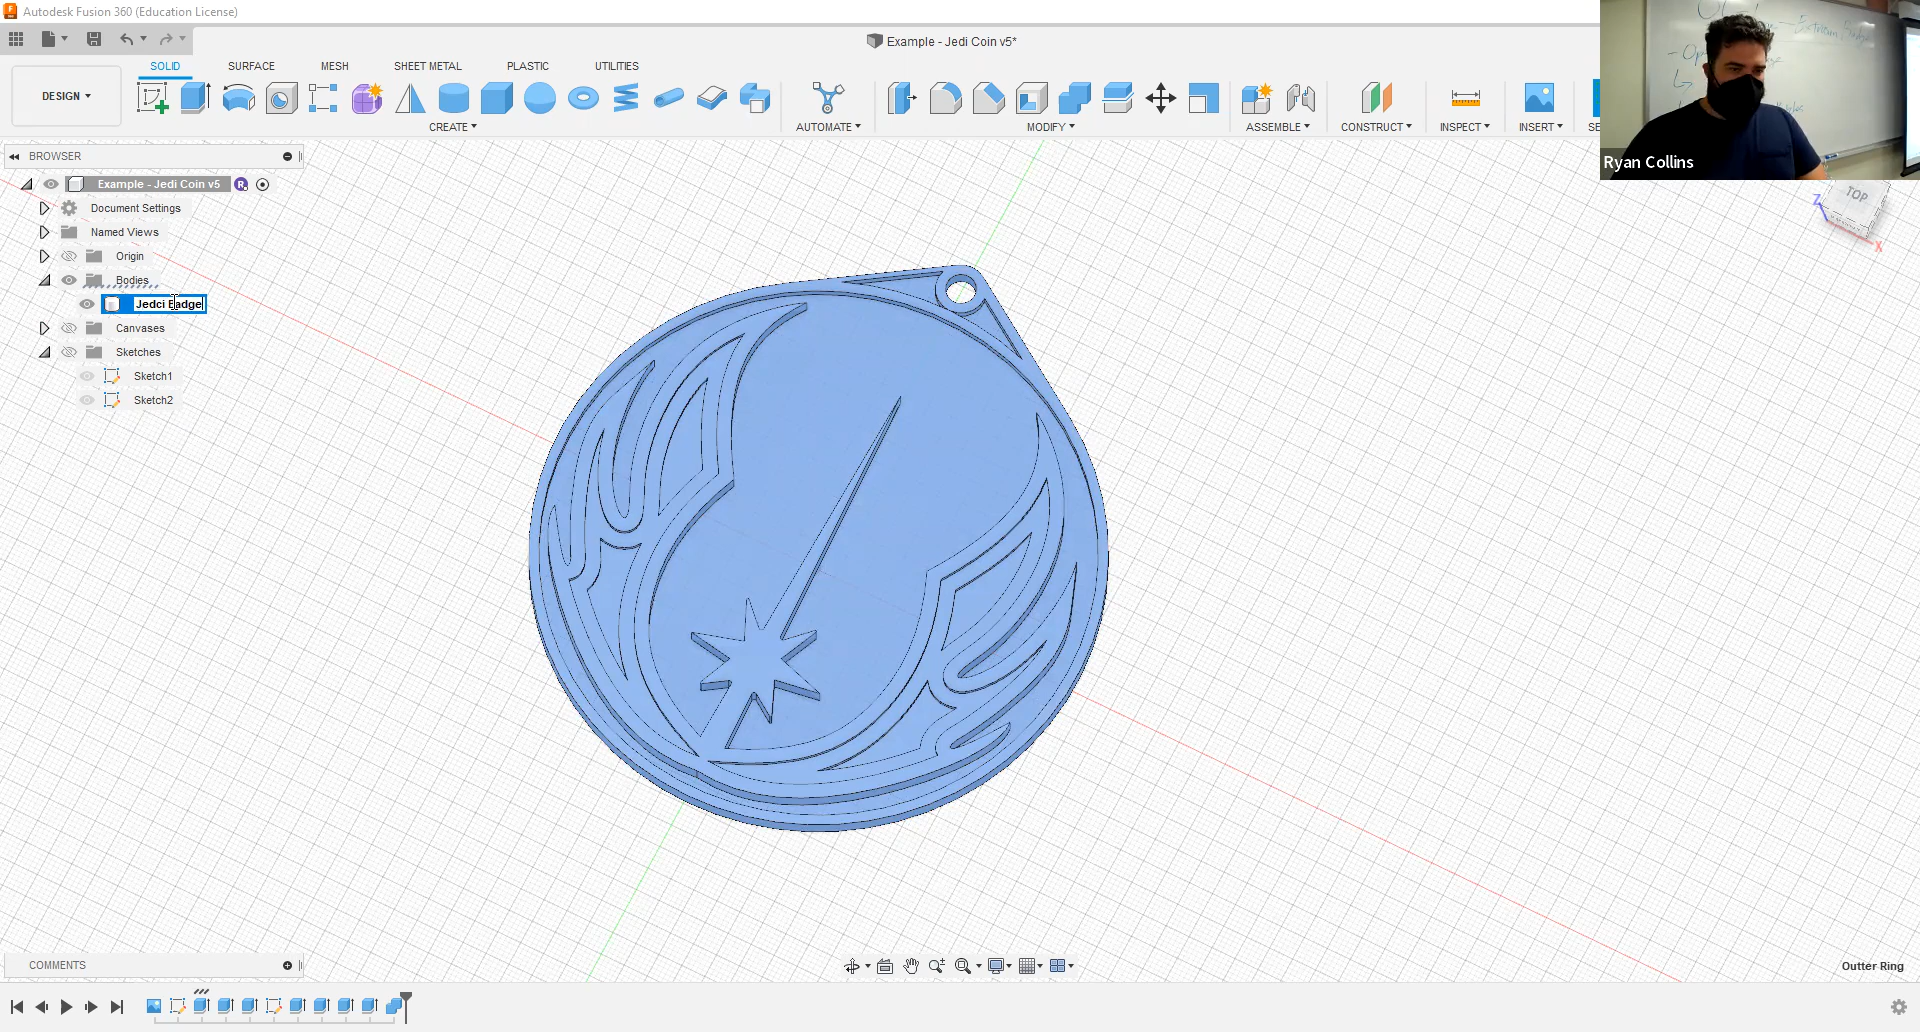 Autodesk Fusion 360 (Education License)
Example - Jedi Coin v5*
DESIGN
SOLID
SURFACE
MESH
SHEET METAL
PLASTIC
UTILITIES
CREATE
AUTOMATE
MODIFY
ASSEMBLE
CONSTRUCT
INSPECT
INSERT
SE
Ryan Collins
BROWSER
Example - Jedi Coin v5
R
Document Settings
Named Views
Origin
Bodies
Jedci Badge
Canvases
Sketches
Sketch1
Sketch2
TOP
Z
X
COMMENTS
Outter Ring